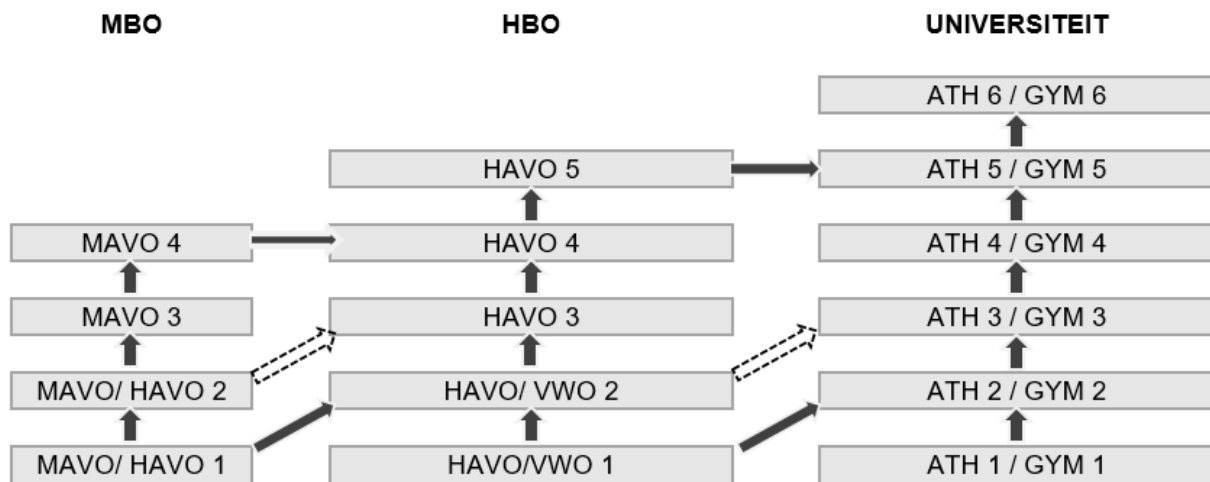 MBO HBO UNIVERSITEIT
ATH 6 / GYM 6
HAVO 5 ATH 5 / GYM 5
MAVO 4 HAVO 4 ATH 4 / GYM 4
MAVO 3 HAVO 3 ATH 3 / GYM 3
MAVO/ HAVO 2 HAVO/ VWO 2 ATH 2 / GYM 2
MAVO/ HAVO 1 HAVO/VWO 1 ATH 1 / GYM 1